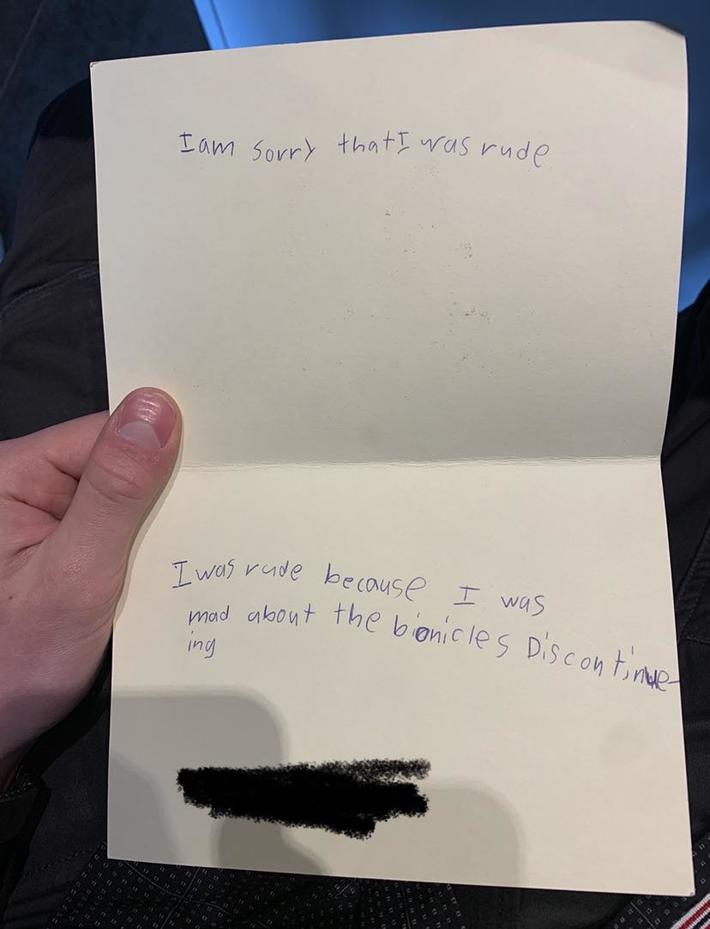 I am sorry that I was rude
I was rude because I was
mad about the bionicles Discontinue-
ing